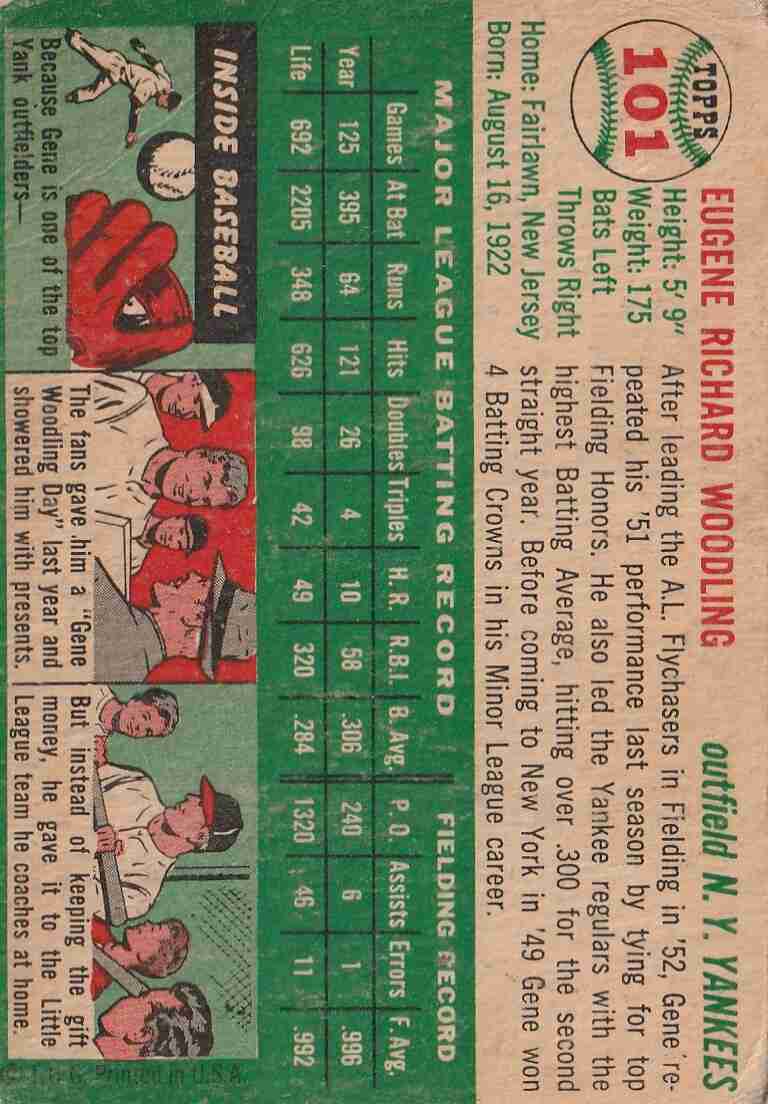 TOPPS
101
EUGENE RICHARD WOODLING
outfield N. Y. YANKEES
Height: 5' 9"
Weight: 175
Bats Left
Throws Right
Home: Fairlawn, New Jersey
Born: August 16, 1922
After leading the A.L. Flychasers in Fielding in '52, Gene re-
peated his '51 performance last season by tying for top
Fielding Honors. He also led the Yankee regulars with the
highest Batting Average, hitting over .300 for the second
straight year. Before coming to New York in '49 Gene won
4 Batting Crowns in his Minor League career.
MAJOR LEAGUE BATTING RECORD FIELDING RECORD
Games At Bat Runs Hits Doubles Triples H. R. R.B.I. B. Avg. P. O. Assists Errors F. Avg.
Year 125 395 64 121 26 4 10 58 .306 240 6 1 .996
Life 692 2205 348 626 98 42 49 320 .284 1320 46 11 .992
INSIDE BASEBALL
Because Gene is one of the top
Yank outfielders—
The fans gave him a "Gene
Woodling Day" last year and
showered him with presents.
But instead of keeping the gift
money, he gave it to the Little
League team he coaches at home.
© T. C. G. Printed in U.S.A.